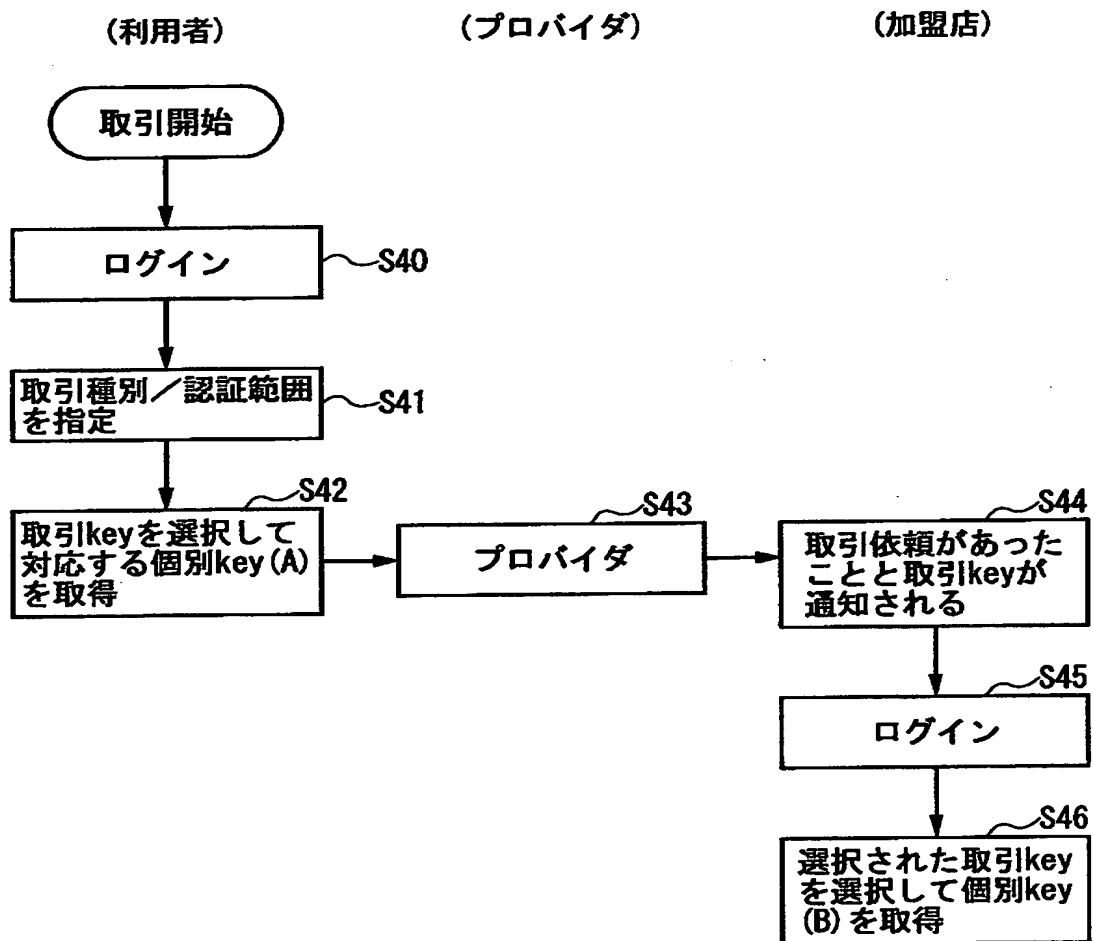 (利用者)
(プロバイダ)
(加盟店)
取引開始
ログイン
S40
取引種別／認証範囲
を指定
S41
S42
取引keyを選択して
対応する個別key(A)
を取得
S43
プロバイダ
S44
取引依頼があった
ことと取引keyが
通知される
S45
ログイン
S46
選択された取引key
を選択して個別key
(B)を取得